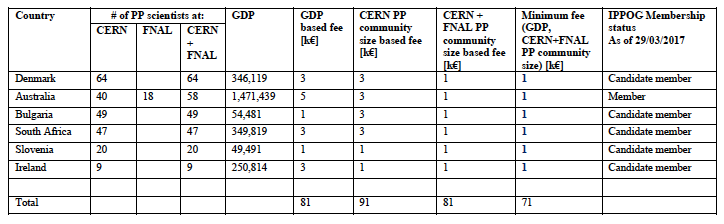 Country # of PP scientists at: GDP GDP based fee [k€] CERN PP community size based fee [k€] CERN + FNAL PP community size based fee [k€] Minimum fee (GDP, CERN+FNAL PP community size) [k€] IPPOG Membership status As of 29/03/2017
CERN FNAL CERN + FNAL
Denmark 64 64 346,119 3 3 1 1 Candidate member
Australia 40 18 58 1,471,439 5 3 1 1 Member
Bulgaria 49 49 54,481 1 3 1 1 Candidate member
South Africa 47 47 349,819 3 3 1 1 Candidate member
Slovenia 20 20 49,491 1 1 1 1 Candidate member
Ireland 9 9 250,814 3 1 1 1 Candidate member
Total 81 91 81 71